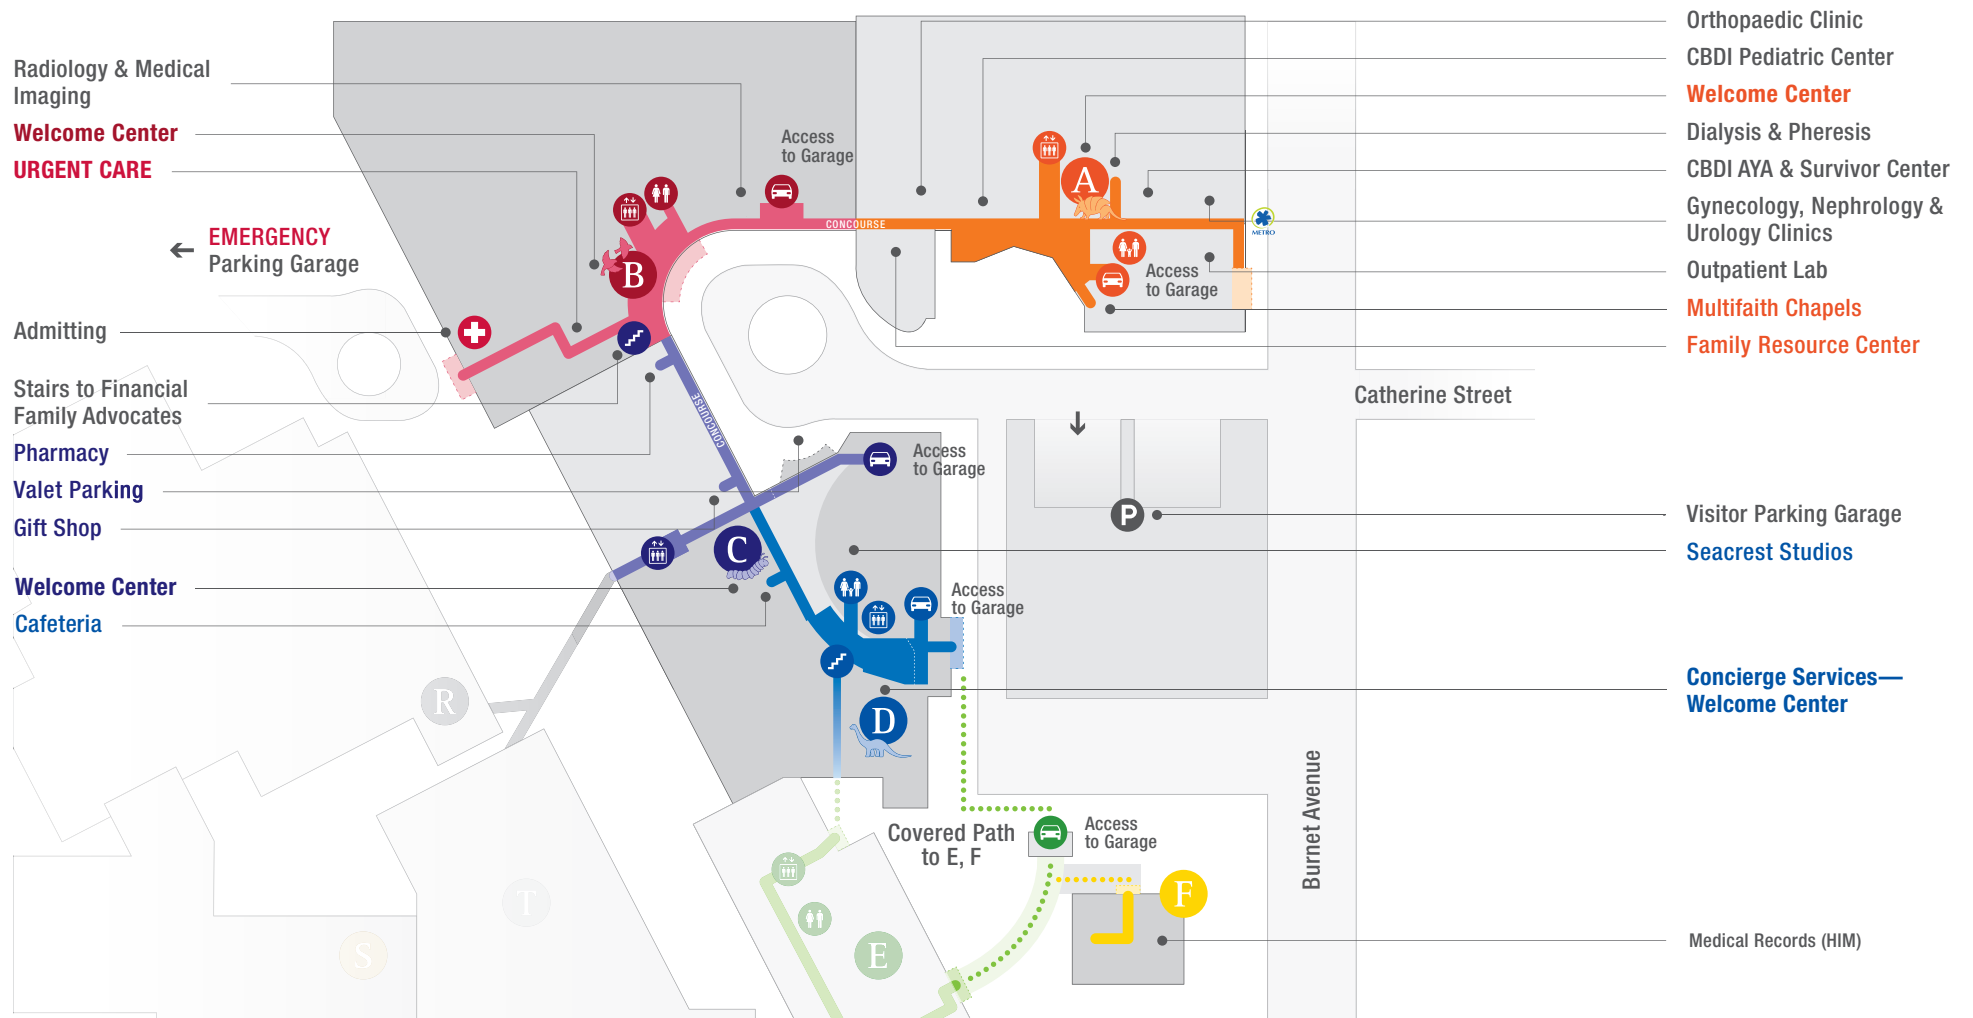 Radiology & Medical
Imaging
Welcome Center
URGENT CARE
EMERGENCY
Parking Garage
Admitting
Stairs to Financial
Family Advocates
Pharmacy
Valet Parking
Gift Shop
Welcome Center
Cafeteria
Access
to Garage
CONCOURSE
B
A
METRO
Access
to Garage
CONCOURSE
Access
to Garage
C
Access
to Garage
D
R
T
S
E
Covered Path
to E, F
Access
to Garage
F
P
Catherine Street
Burnet Avenue
Orthopaedic Clinic
CBDI Pediatric Center
Welcome Center
Dialysis & Pheresis
CBDI AYA & Survivor Center
Gynecology, Nephrology &
Urology Clinics
Outpatient Lab
Multifaith Chapels
Family Resource Center
Visitor Parking Garage
Seacrest Studios
Concierge Services—
Welcome Center
Medical Records (HIM)